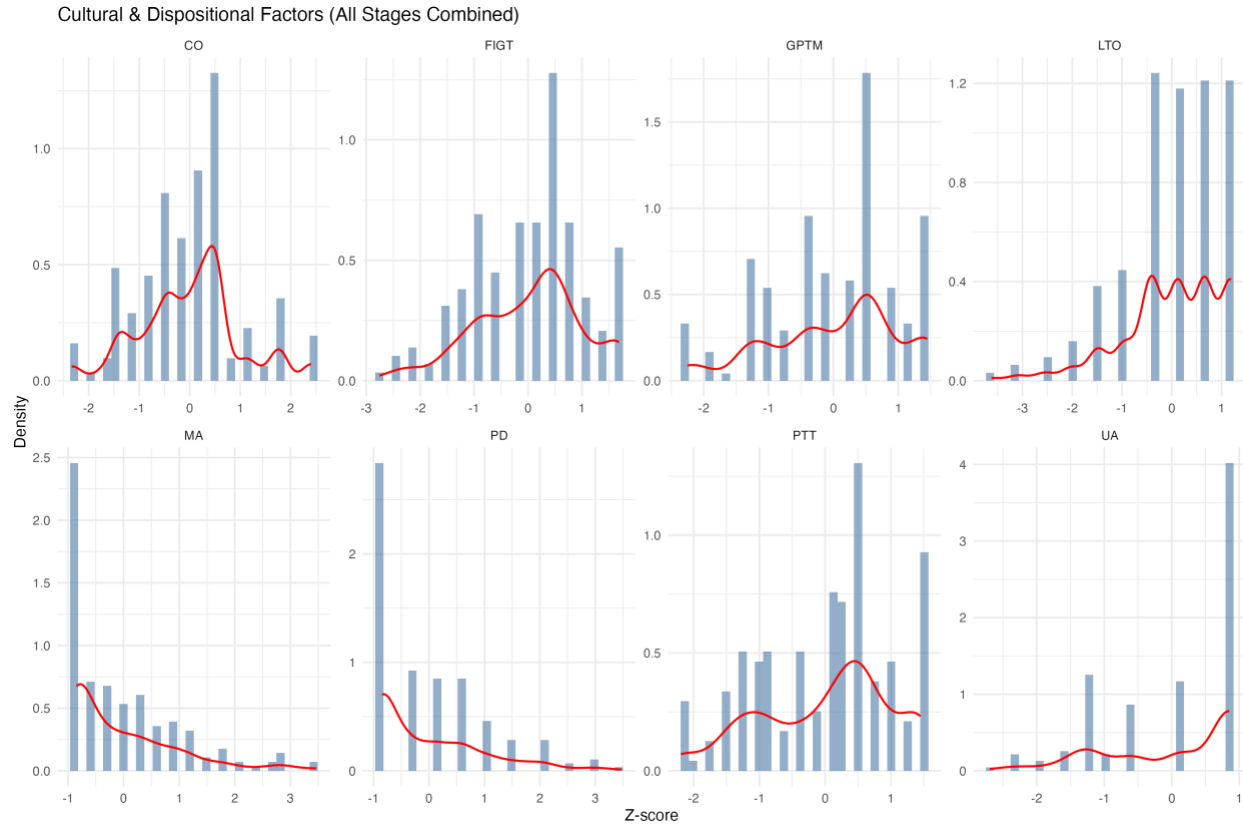 Cultural & Dispositional Factors (All Stages Combined)
CO FIGT GPTM LTO
1.0
0.5
0.0
-2 -1 0 1 2
1.0
0.5
0.0
-3 -2 -1 0 1
1.5
1.0
0.5
0.0
-2 -1 0 1
1.2
0.8
0.4
0.0
-3 -2 -1 0 1
Density
MA PD PTT UA
2.5
2.0
1.5
1.0
0.5
0.0
-1 0 1 2 3
2
1
0
-1 0 1 2 3
1.0
0.5
0.0
-2 -1 0 1
4
3
2
1
0
-2 -1 0 1
Z-score